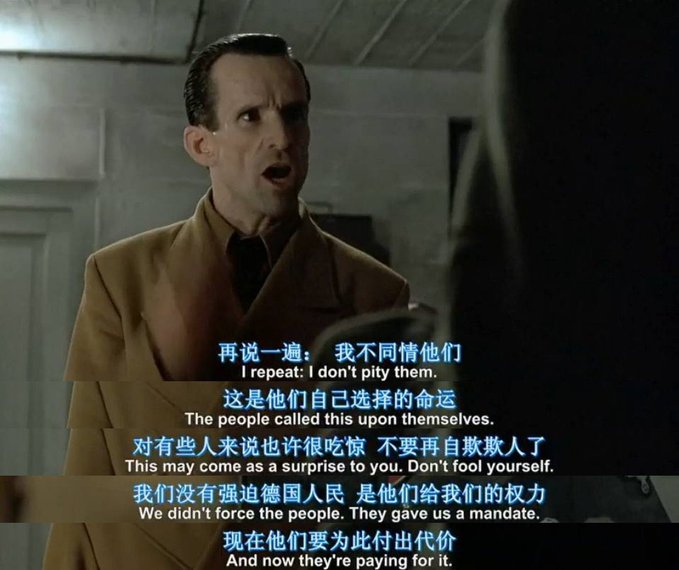 再说一遍： 我不同情他们
I repeat: I don't pity them.
这是他们自己选择的命运
The people called this upon themselves.
对有些人来说也许很吃惊 不要再自欺欺人了
This may come as a surprise to you. Don't fool yourself.
我们没有强迫德国人民 是他们给我们的权力
We didn't force the people. They gave us a mandate.
现在他们要为此付出代价
And now they're paying for it.